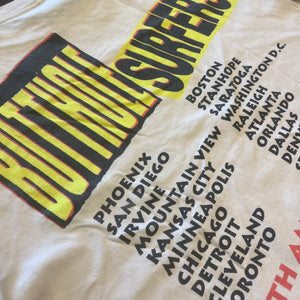 BUTTHOLE
SURFERS
PHOENIX
SAN DIEGO
IRVINE
MOUNTAIN VIEW
KANSAS CITY
MINNEAPOLIS
CHICAGO
DETROIT
CLEVELAND
TORONTO
BOSTON
STANHOPE
SARATOGA
WASHINGTON D.C.
RALEIGH
ATLANTA
ORLANDO
DALLAS